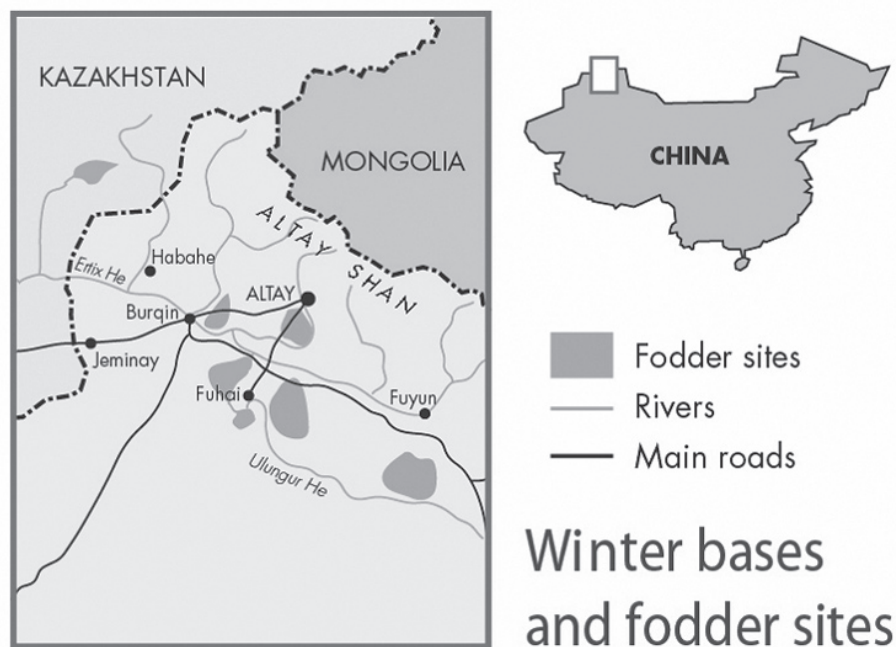 KAZAKHSTAN
MONGOLIA
ALTAY SHAN
Habahe
Ertix He
ALTAY
Burqin
Jeminay
Fuhai
Fuyun
Ulungur He
CHINA
Fodder sites
Rivers
Main roads
Winter bases
and fodder sites